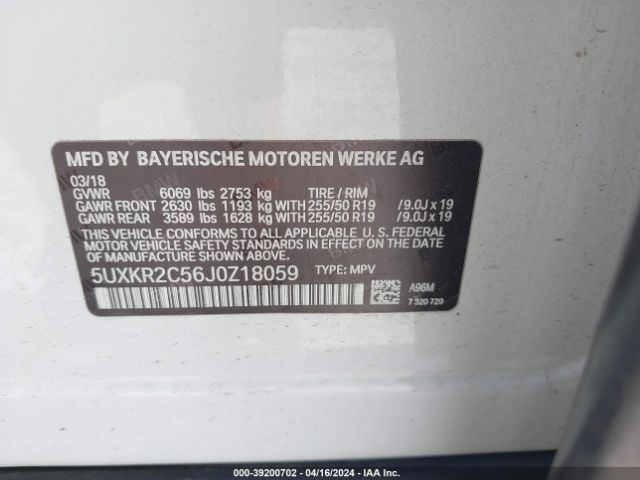 MFD BY BAYERISCHE MOTOREN WERKE AG
03/18
GVWR 6069 lbs 2753 kg TIRE / RIM
GAWR FRONT 2630 lbs 1193 kg WITH 255/50 R19 /9.0J x 19
GAWR REAR 3589 lbs 1628 kg WITH 255/50 R19 /9.0J x 19
THIS VEHICLE CONFORMS TO ALL APPLICABLE U. S. FEDERAL
MOTOR VEHICLE SAFETY STANDARDS IN EFFECT ON THE DATE OF
MANUFACTURE SHOWN ABOVE.
5UXKR2C56J0Z18059 TYPE: MPV
A96M
7 320 729
000-39200702 - 04/16/2024 - IAA Inc.